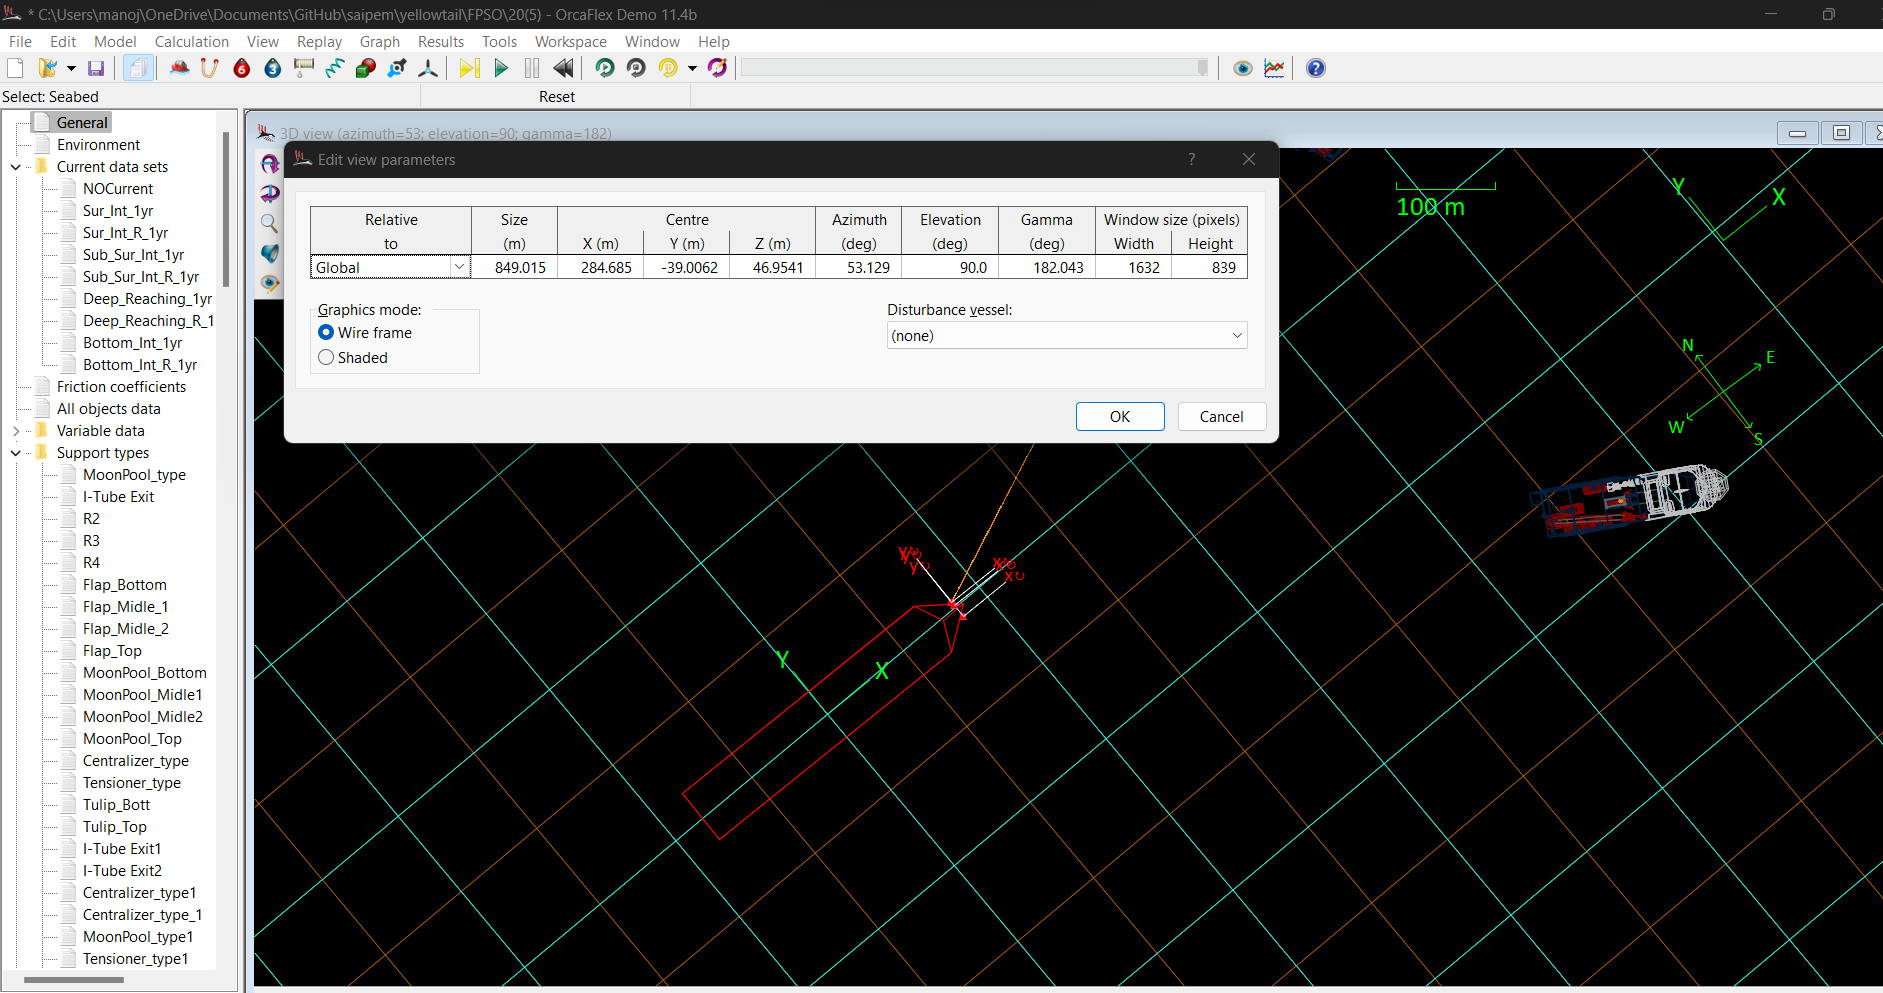 * C:\Users\manoj\OneDrive\Documents\GitHub\saipem\yellowtail\FPSO\20(5) - OrcaFlex Demo 11.4b
File Edit Model Calculation View Replay Graph Results Tools Workspace Window Help
6 3 ?
Select: Seabed Reset
General
Environment
Current data sets
NOCurrent
Sur_Int_1yr
Sur_Int_R_1yr
Sub_Sur_Int_1yr
Sub_Sur_Int_R_1yr
Deep_Reaching_1yr
Deep_Reaching_R_1
Bottom_Int_1yr
Bottom_Int_R_1yr
Friction coefficients
All objects data
Variable data
Support types
MoonPool_type
I-Tube Exit
R2
R3
R4
Flap_Bottom
Flap_Midle_1
Flap_Midle_2
Flap_Top
MoonPool_Bottom
MoonPool_Midle1
MoonPool_Midle2
MoonPool_Top
Centralizer_type
Tensioner_type
Tulip_Bott
Tulip_Top
I-Tube Exit1
I-Tube Exit2
Centralizer_type1
Centralizer_type_1
MoonPool_type1
Tensioner_type1
3D view (azimuth=53; elevation=90; gamma=182)
Edit view parameters ?
Relative Size Centre Azimuth Elevation Gamma Window size (pixels)
to (m) X (m) Y (m) Z (m) (deg) (deg) (deg) Width Height
Global 849.015 284.685 -39.0062 46.9541 53.129 90.0 182.043 1632 839
Graphics mode:
Wire frame
Shaded
Disturbance vessel:
(none)
OK Cancel
100 m
Y X
N
E
W
S
Y X